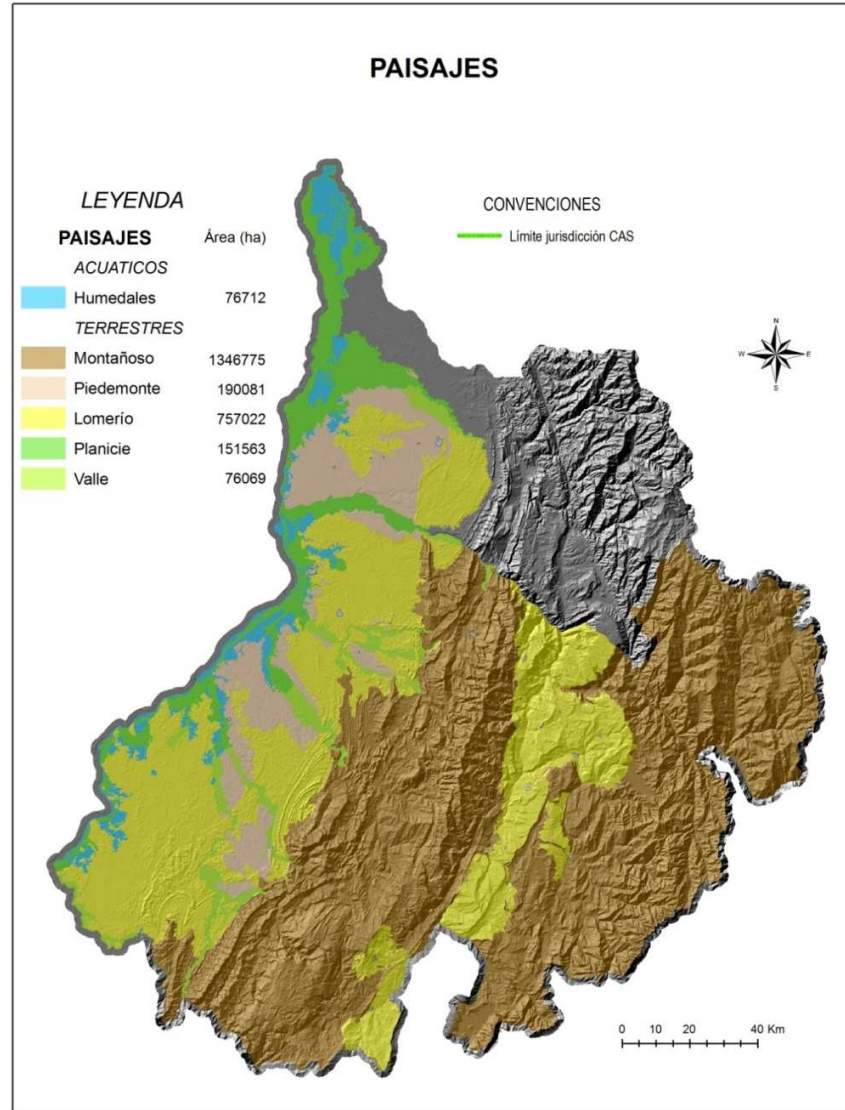 PAISAJES
LEYENDA
PAISAJES Área (ha)
ACUATICOS
Humedales 76712
TERRESTRES
Montañoso 1346775
Piedemonte 190081
Lomerío 757022
Planicie 151563
Valle 76069
CONVENCIONES
Límite jurisdicción CAS
N
W E
S
0 10 20 40 Km